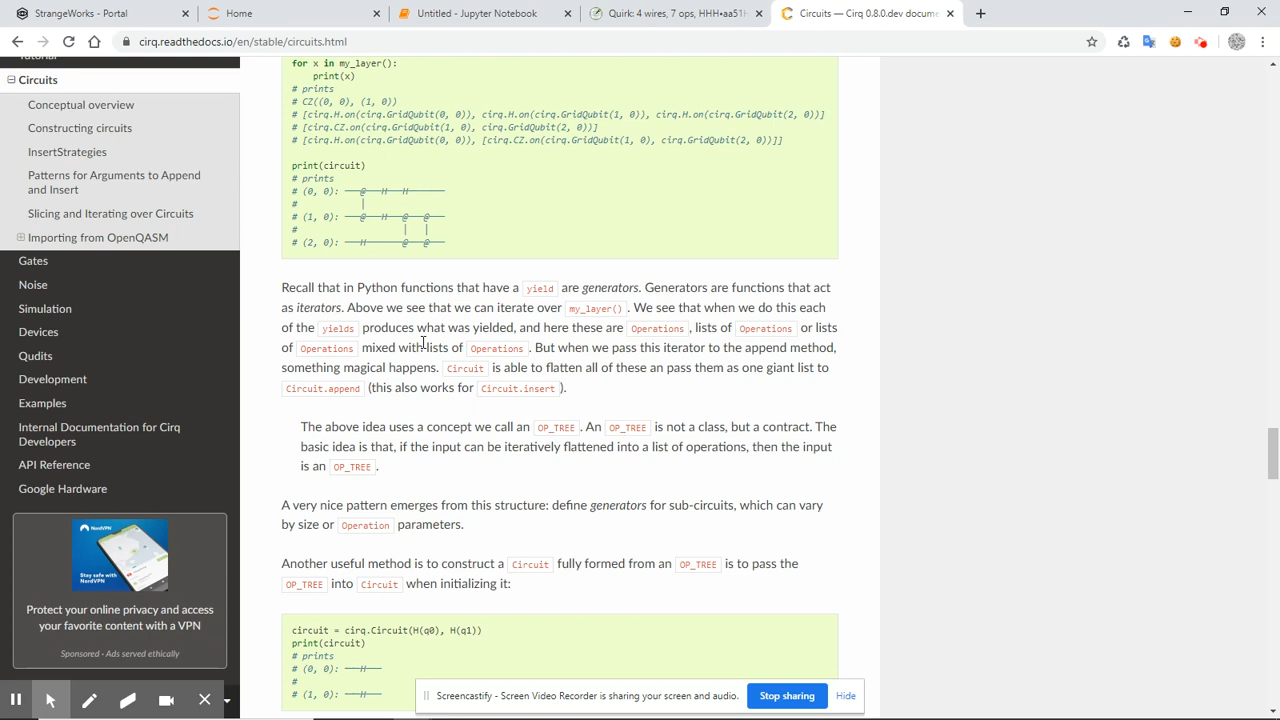 StrangeWorks - Portal
Home
Untitled - Jupyter Notebook
Quirk: 4 wires, 7 ops, HHH•aa51H
Circuits — Cirq 0.8.0.dev docume
cirq.readthedocs.io/en/stable/circuits.html
Tutorial
Circuits
Conceptual overview
Constructing circuits
InsertStrategies
Patterns for Arguments to Append
and Insert
Slicing and Iterating over Circuits
Importing from OpenQASM
Gates
Noise
Simulation
Devices
Qubits
Development
Examples
Internal Documentation for Cirq
Developers
API Reference
Google Hardware
NordVPN
Stay safe with
NordVPN
Protect your online privacy and access
your favorite content with a VPN
Sponsored · Ads served ethically
for x in my_layer():
    print(x)
# prints
# CZ((0, 0), (1, 0))
# [cirq.H.on(cirq.GridQubit(0, 0)), cirq.H.on(cirq.GridQubit(1, 0)), cirq.H.on(cirq.GridQubit(2, 0))]
# [cirq.CZ.on(cirq.GridQubit(1, 0), cirq.GridQubit(2, 0))]
# [cirq.H.on(cirq.GridQubit(0, 0)), [cirq.CZ.on(cirq.GridQubit(1, 0), cirq.GridQubit(2, 0))]]
print(circuit)
# prints
# (0, 0): ───@───H───H──────
#            │
# (1, 0): ───@───H───@───@───
#                    │   │
# (2, 0): ───H───────@───@───
Recall that in Python functions that have a yield are generators. Generators are functions that act
as iterators. Above we see that we can iterate over my_layer() . We see that when we do this each
of the yields produces what was yielded, and here these are Operations , lists of Operations or lists
of Operations mixed with lists of Operations . But when we pass this iterator to the append method,
something magical happens. Circuit is able to flatten all of these an pass them as one giant list to
Circuit.append (this also works for Circuit.insert ).
The above idea uses a concept we call an OP_TREE . An OP_TREE is not a class, but a contract. The
basic idea is that, if the input can be iteratively flattened into a list of operations, then the input
is an OP_TREE .
A very nice pattern emerges from this structure: define generators for sub-circuits, which can vary
by size or Operation parameters.
Another useful method is to construct a Circuit fully formed from an OP_TREE is to pass the
OP_TREE into Circuit when initializing it:
circuit = cirq.Circuit(H(q0), H(q1))
print(circuit)
# prints
# (0, 0): ───H───
#
# (1, 0): ───H───
Screencastify - Screen Video Recorder is sharing your screen and audio.
Stop sharing
Hide